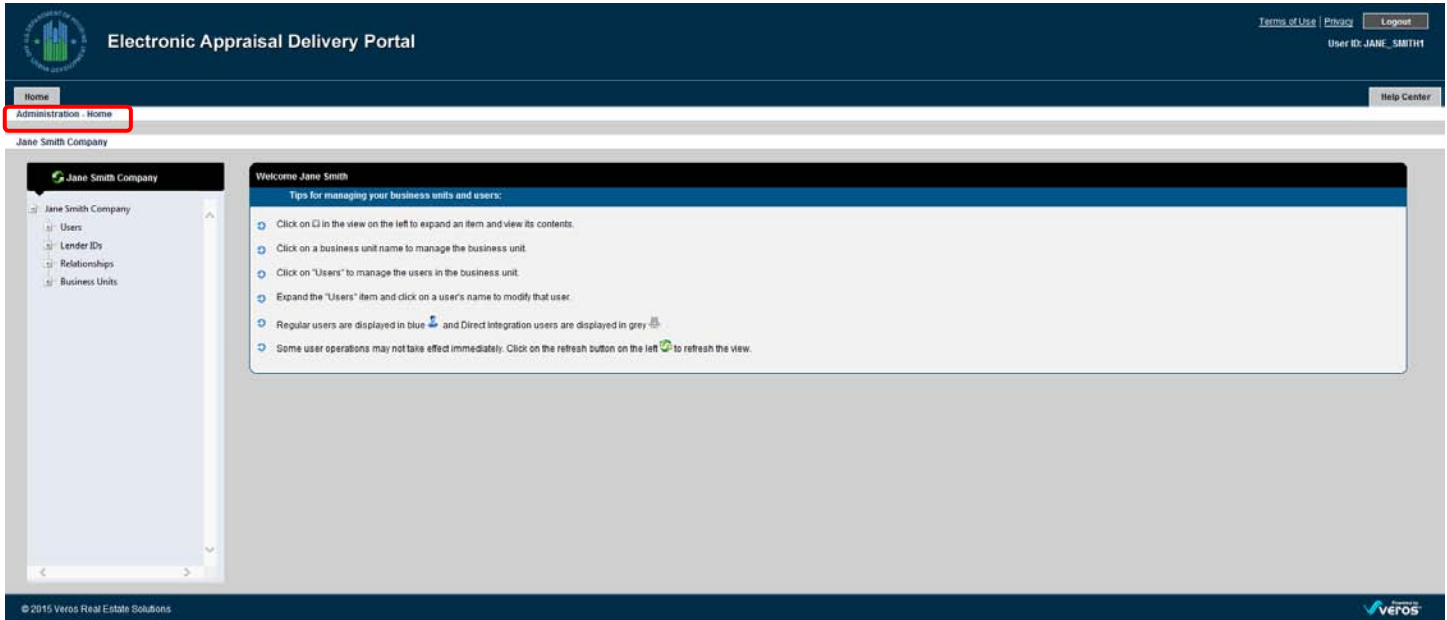 Electronic Appraisal Delivery Portal
Terms of Use | Privacy Logout
User ID: JANE_SMITH1
Home
Help Center
Administration - Home
Jane Smith Company
Jane Smith Company
Jane Smith Company
Users
Lender IDs
Relationships
Business Units
Welcome Jane Smith
Tips for managing your business units and users:
Click on in the view on the left to expand an item and view its contents.
Click on a business unit name to manage the business unit.
Click on "Users" to manage the users in the business unit.
Expand the "Users" item and click on a user's name to modify that user.
Regular users are displayed in blue and Direct Integration users are displayed in grey
Some user operations may not take effect immediately. Click on the refresh button on the left to refresh the view.
© 2015 Veros Real Estate Solutions
Powered by
veros